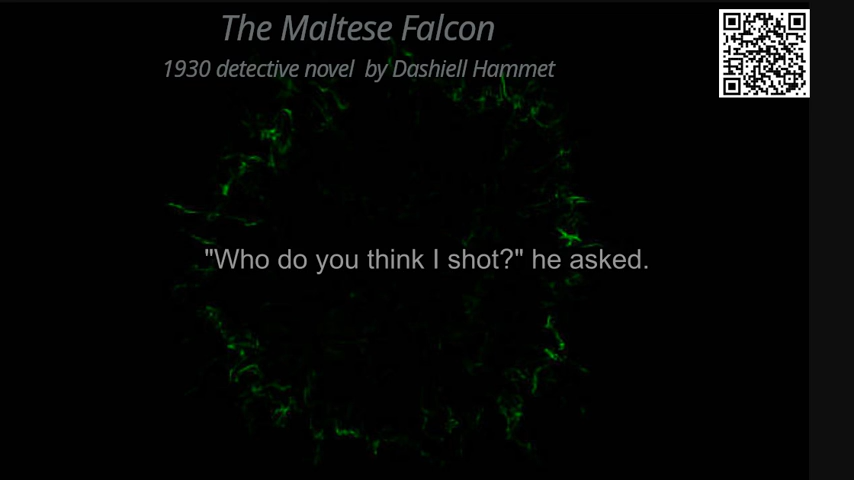 The Maltese Falcon
1930 detective novel by Dashiell Hammet
"Who do you think I shot?" he asked.